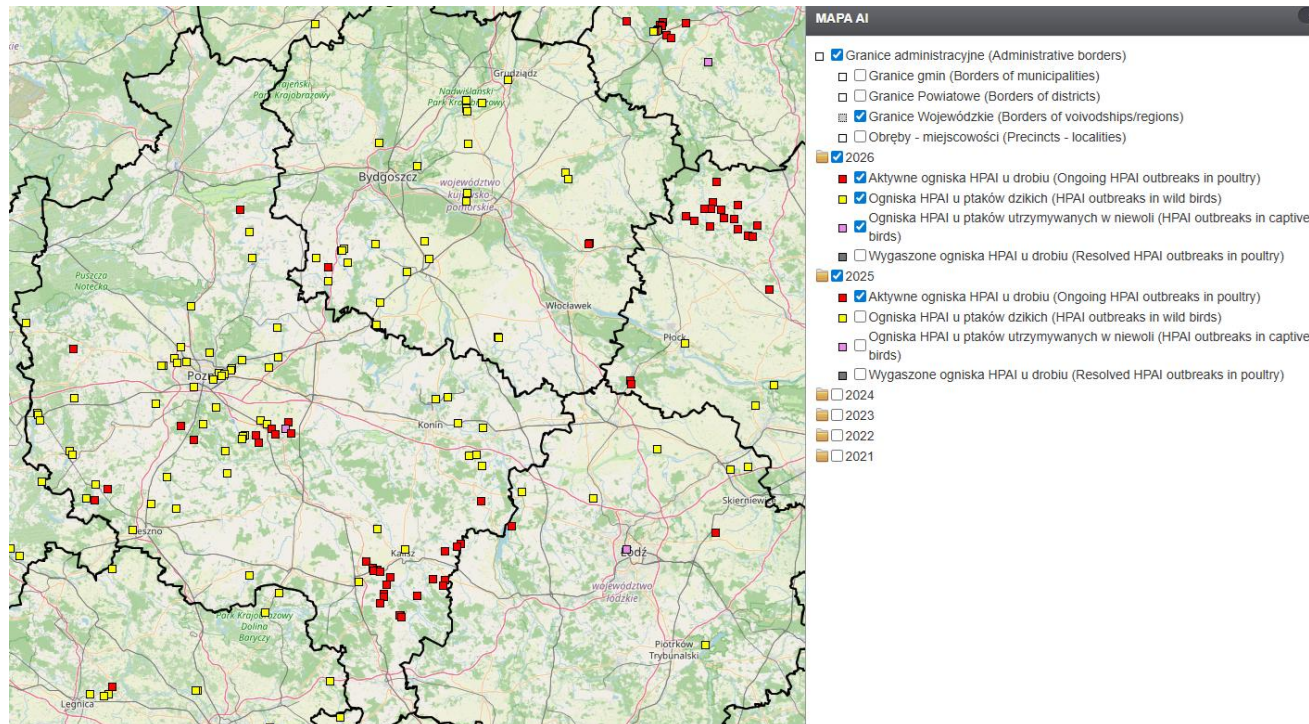 MAPA AI
Granice administracyjne (Administrative borders)
Granice gmin (Borders of municipalities)
Granice Powiatowe (Borders of districts)
Granice Wojewódzkie (Borders of voivodships/regions)
Obręby - miejscowości (Precincts - localities)
2026
Aktywne ogniska HPAI u drobiu (Ongoing HPAI outbreaks in poultry)
Ogniska HPAI u ptaków dzikich (HPAI outbreaks in wild birds)
Ogniska HPAI u ptaków utrzymywanych w niewoli (HPAI outbreaks in captive
birds)
Wygaszone ogniska HPAI u drobiu (Resolved HPAI outbreaks in poultry)
2025
Aktywne ogniska HPAI u drobiu (Ongoing HPAI outbreaks in poultry)
Ogniska HPAI u ptaków dzikich (HPAI outbreaks in wild birds)
Ogniska HPAI u ptaków utrzymywanych w niewoli (HPAI outbreaks in captive
birds)
Wygaszone ogniska HPAI u drobiu (Resolved HPAI outbreaks in poultry)
2024
2023
2022
2021
Grudziądz
Nadwiślański
Park Krajobrazowy
Park Krajobrazowy
Bydgoszcz
województwo
kujawsko-
pomorskie
Puszcza
Notecka
Włocławek
Płock
Konin
Skierniewice
Łódź
Kalisz
województwo
łódzkie
Park Krajobrazowy
Dolina
Baryczy
Piotrków
Trybunalski
Legnica